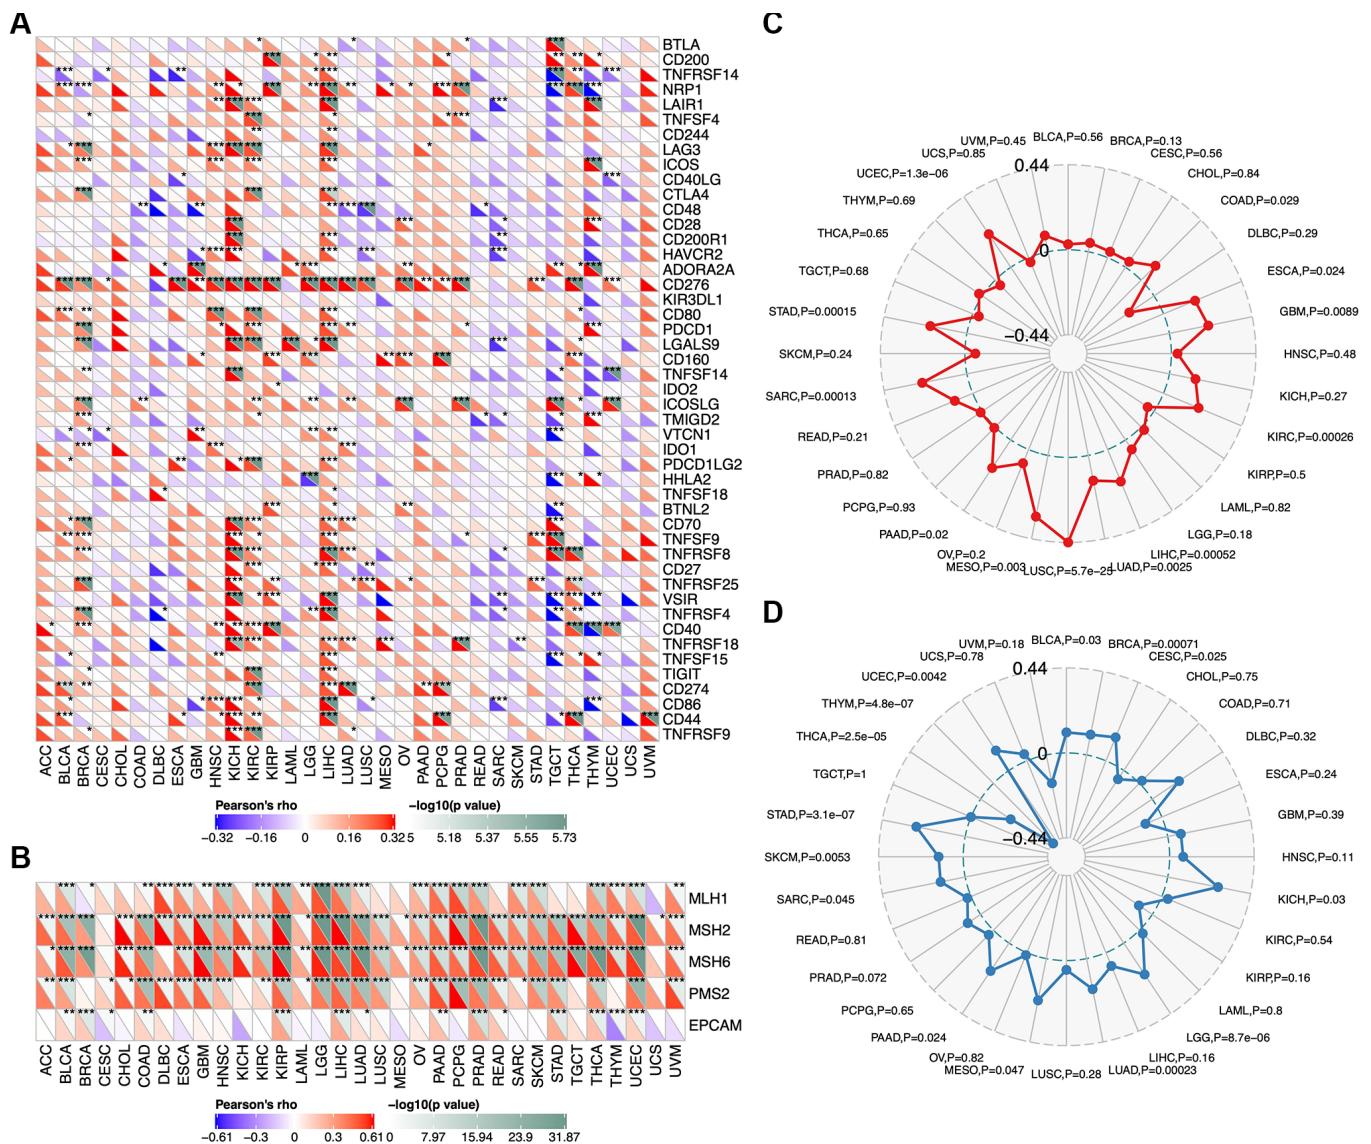 A
BTLA
CD200
TNFRSF14
NRP1
LAIR1
TNFSF4
CD244
LAG3
ICOS
CD40LG
CTLA4
CD48
CD28
CD200R1
HAVCR2
ADORA2A
CD276
KIR3DL1
CD80
PDCD1
LGALS9
CD160
TNFSF14
IDO2
ICOSLG
TMIGD2
VTCN1
IDO1
PDCD1LG2
HHLA2
TNFSF18
BTNL2
CD70
TNFSF9
TNFRSF8
CD27
TNFRSF25
VSIR
TNFRSF4
CD40
TNFRSF18
TNFSF15
TIGIT
CD274
CD86
CD44
TNFRSF9
ACC BLCA BRCA CESC CHOL COAD DLBC ESCA GBM HNSC KICH KIRC KIRP LAML LGG LIHC LUAD LUSC MESO OV PAAD PCPG PRAD READ SARC SKCM STAD TGCT THCA THYM UCEC UCS UVM
Pearson's rho −log10(p value)
−0.32 −0.16 0 0.16 0.32 5 5.18 5.37 5.55 5.73
B
MLH1
MSH2
MSH6
PMS2
EPCAM
ACC BLCA BRCA CESC CHOL COAD DLBC ESCA GBM HNSC KICH KIRC KIRP LAML LGG LIHC LUAD LUSC MESO OV PAAD PCPG PRAD READ SARC SKCM STAD TGCT THCA THYM UCEC UCS UVM
Pearson's rho −log10(p value)
−0.61 −0.3 0 0.3 0.61 0 7.97 15.94 23.9 31.87
C
BLCA,P=0.56
BRCA,P=0.13
CESC,P=0.56
CHOL,P=0.84
COAD,P=0.029
DLBC,P=0.29
ESCA,P=0.024
GBM,P=0.0089
HNSC,P=0.48
KICH,P=0.27
KIRC,P=0.00026
KIRP,P=0.5
LAML,P=0.82
LGG,P=0.18
LIHC,P=0.00052
LUAD,P=0.0025
LUSC,P=5.7e−25
MESO,P=0.003
OV,P=0.2
PAAD,P=0.02
PCPG,P=0.93
PRAD,P=0.82
READ,P=0.21
SARC,P=0.00013
SKCM,P=0.24
STAD,P=0.00015
TGCT,P=0.68
THCA,P=0.65
THYM,P=0.69
UCEC,P=1.3e−06
UCS,P=0.85
UVM,P=0.45
0.44
0
−0.44
D
BLCA,P=0.03
BRCA,P=0.00071
CESC,P=0.025
CHOL,P=0.75
COAD,P=0.71
DLBC,P=0.32
ESCA,P=0.24
GBM,P=0.39
HNSC,P=0.11
KICH,P=0.03
KIRC,P=0.54
KIRP,P=0.16
LAML,P=0.8
LGG,P=8.7e−06
LIHC,P=0.16
LUAD,P=0.00023
LUSC,P=0.28
MESO,P=0.047
OV,P=0.82
PAAD,P=0.024
PCPG,P=0.65
PRAD,P=0.072
READ,P=0.81
SARC,P=0.045
SKCM,P=0.0053
STAD,P=3.1e−07
TGCT,P=1
THCA,P=2.5e−05
THYM,P=4.8e−07
UCEC,P=0.0042
UCS,P=0.78
UVM,P=0.18
0.44
0
−0.44